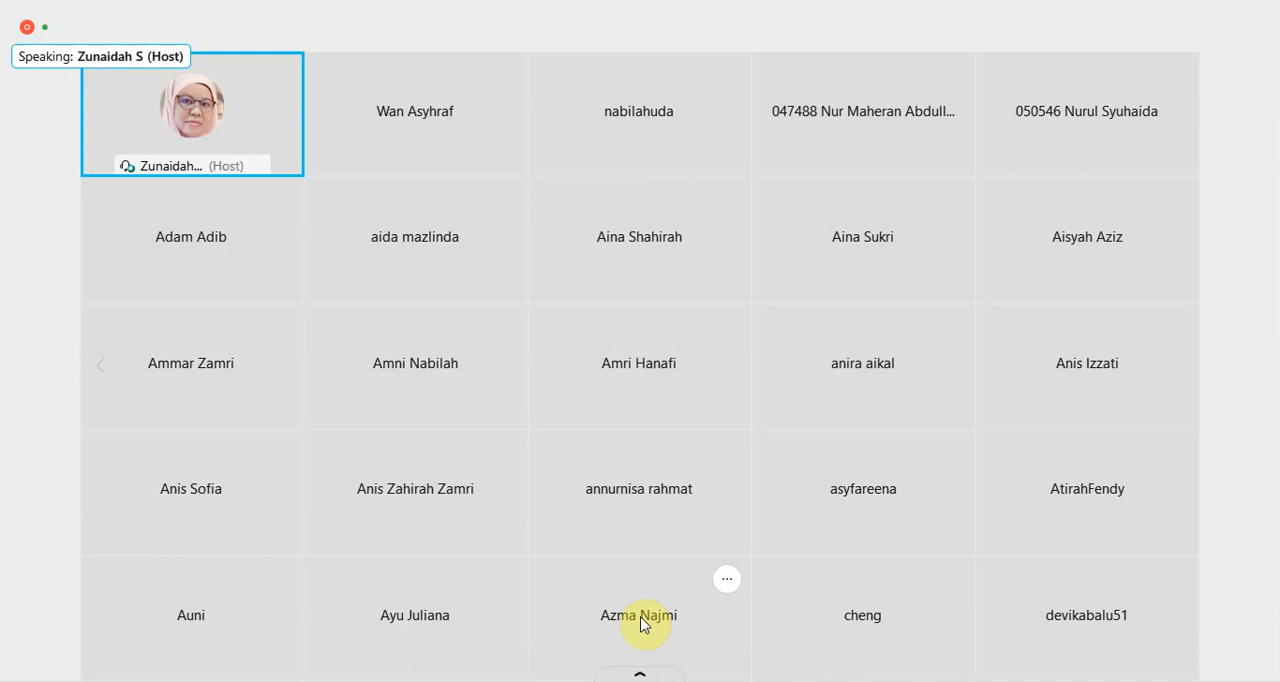 Speaking: Zunaidah S (Host)
Zunaidah... (Host)
Wan Asyhraf
nabilahuda
047488 Nur Maheran Abdull...
050546 Nurul Syuhaida
Adam Adib
aida mazlinda
Aina Shahirah
Aina Sukri
Aisyah Aziz
Ammar Zamri
Amni Nabilah
Amri Hanafi
anira aikal
Anis Izzati
Anis Sofia
Anis Zahirah Zamri
annurnisa rahmat
asyfareena
AtirahFendy
Auni
Ayu Juliana
Azma Najmi
cheng
devikabalu51